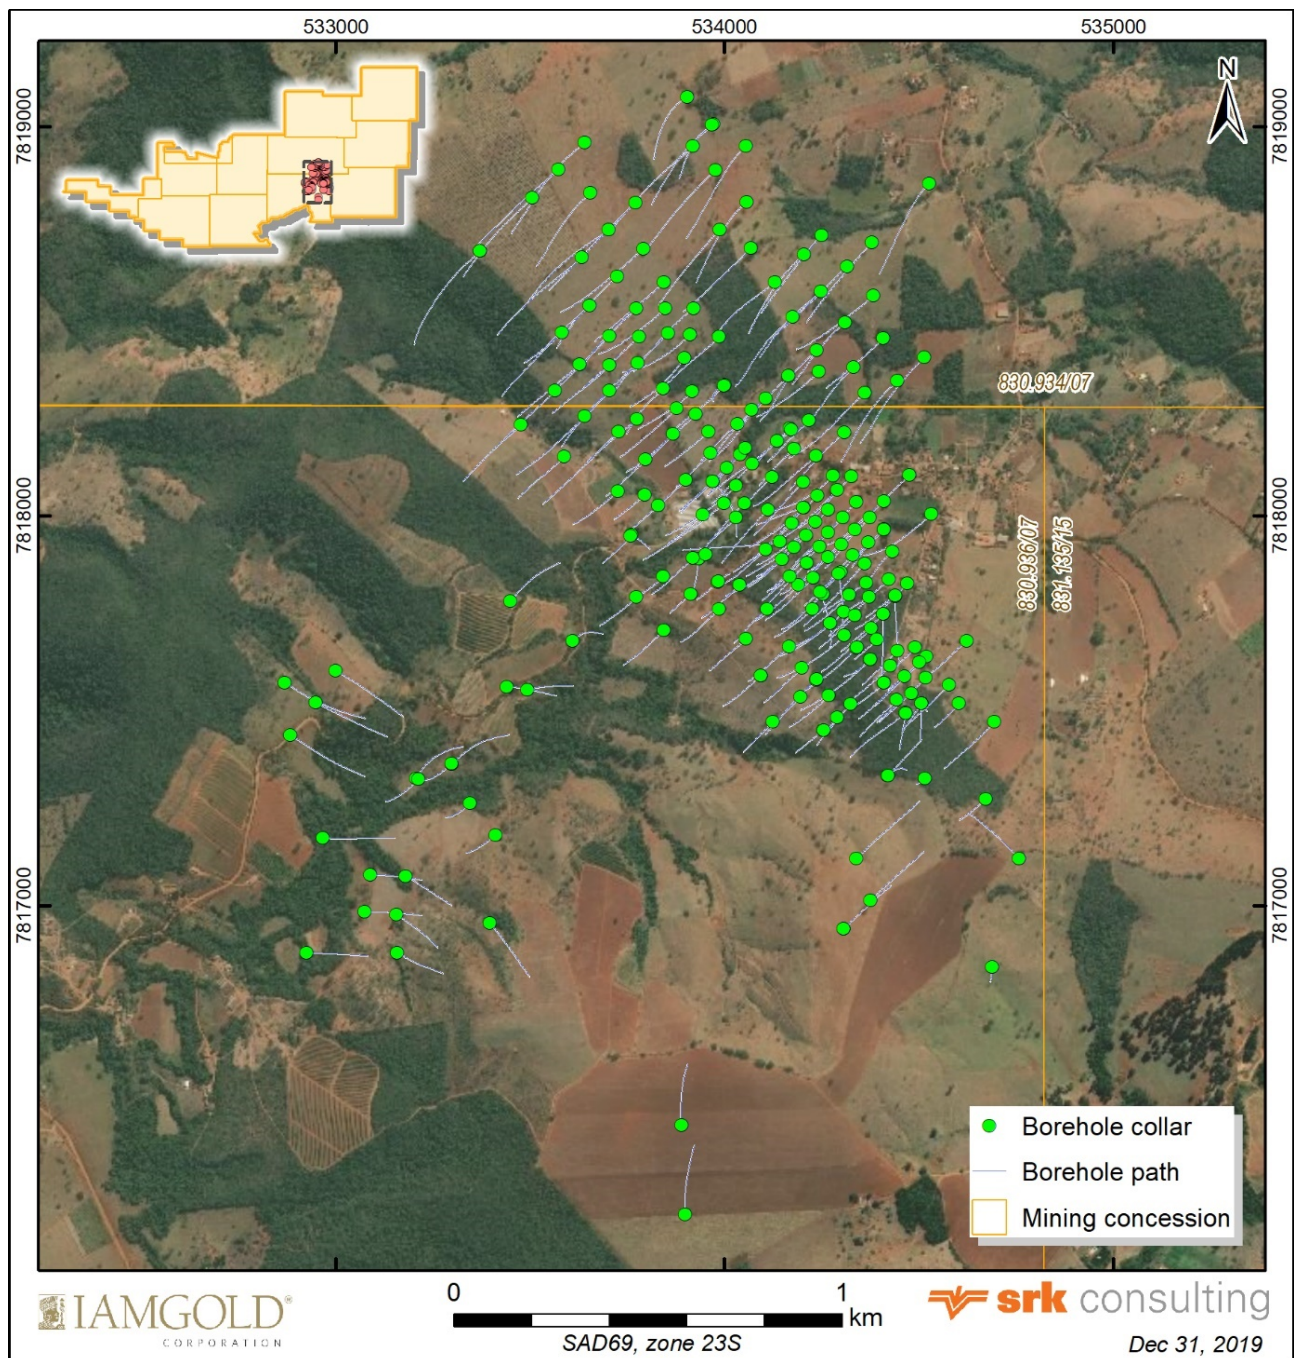 533000
534000
535000
7819000
7819000
N
830.934/07
7818000
7818000
830.936/07
831.135/15
7817000
7817000
Borehole collar
Borehole path
Mining concession
0
1
km
SAD69, zone 23S
IAMGOLD®
CORPORATION
srk consulting
Dec 31, 2019